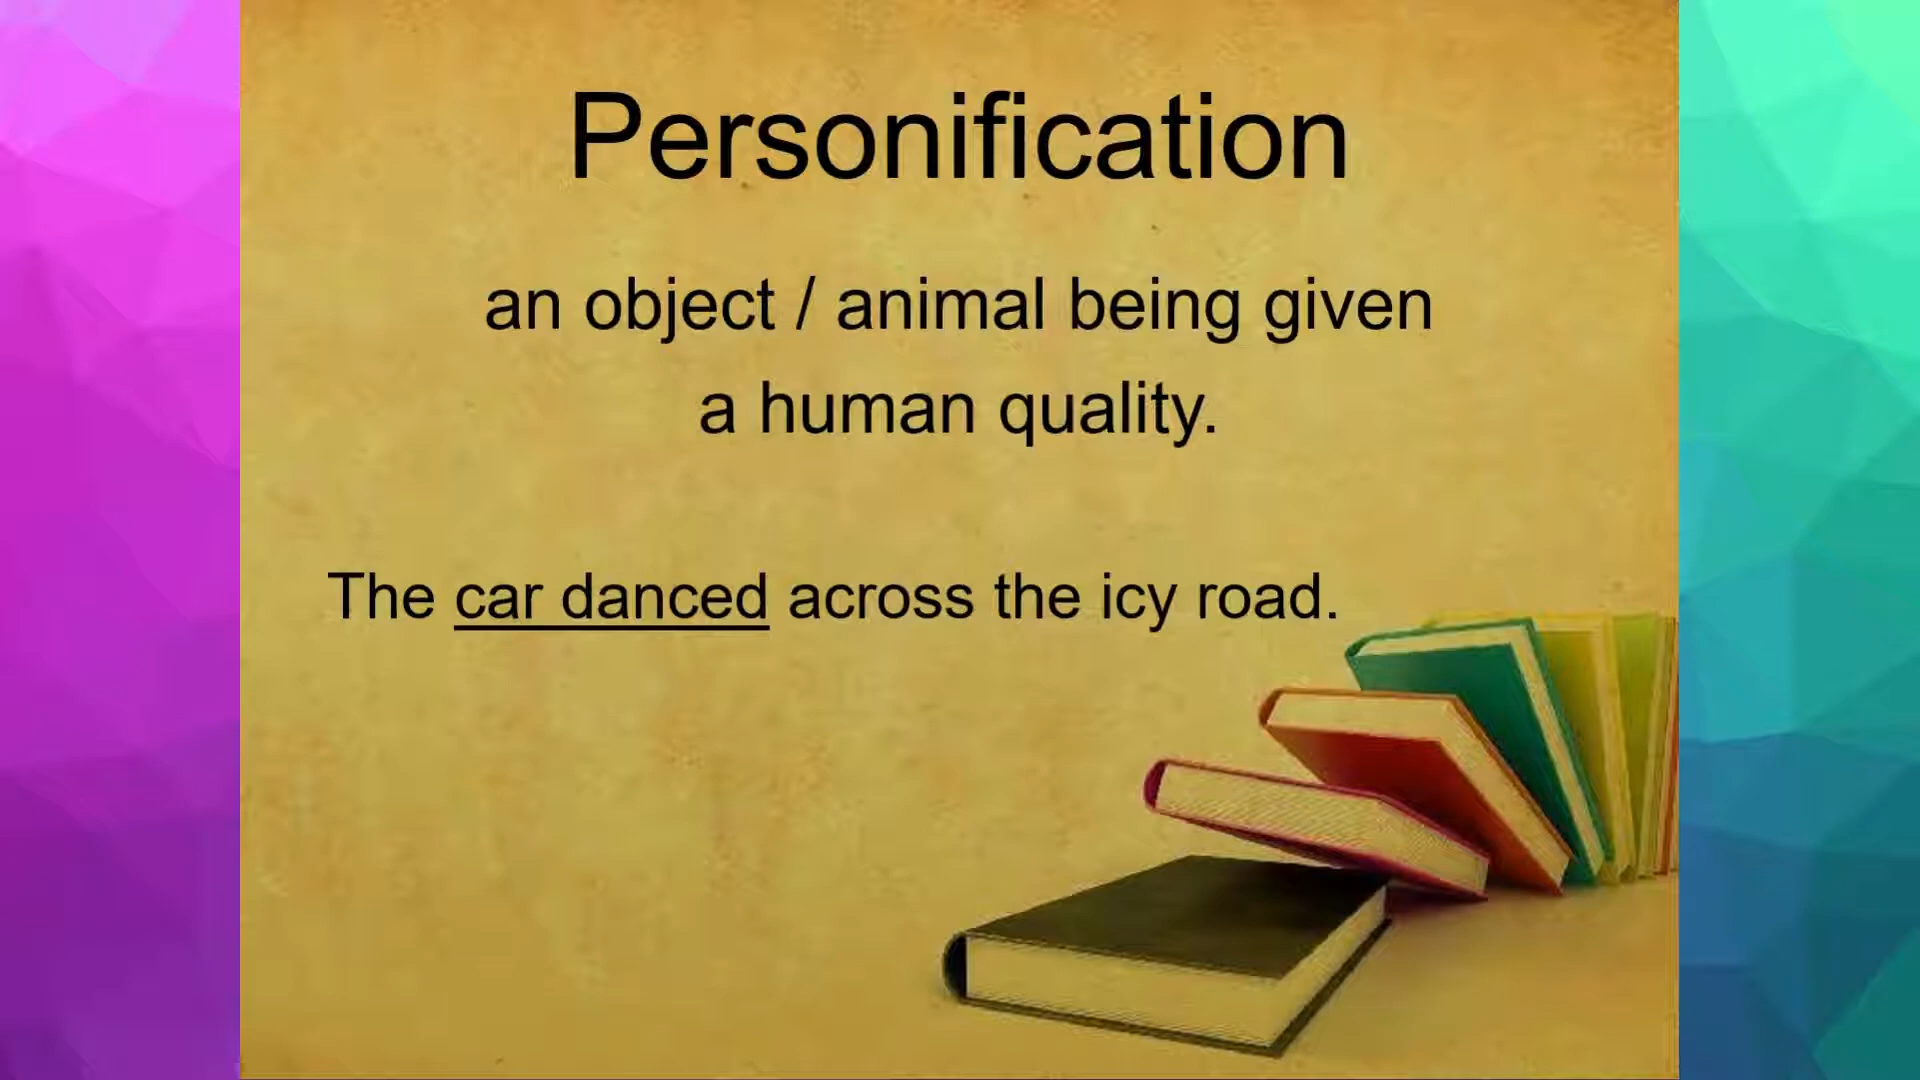 Personification
an object / animal being given
a human quality.
The car danced across the icy road.